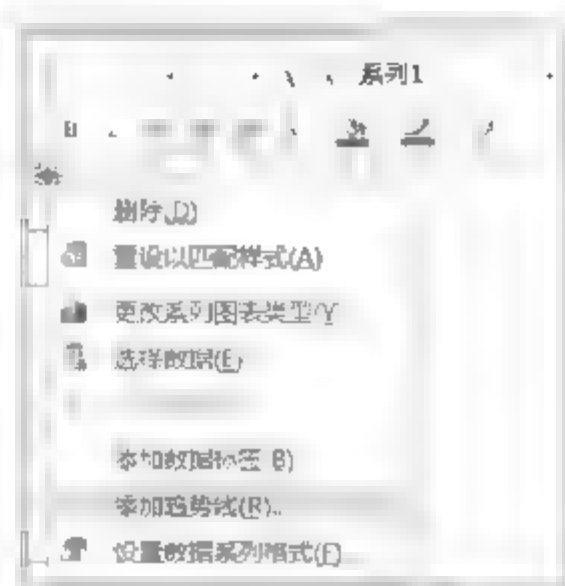 系列1
删除(D)
重设以匹配样式(A)
更改系列图表类型(Y
选择数据(E)
添加数据标签(B)
添加趋势线(R)..
设置数据系列格式(F)